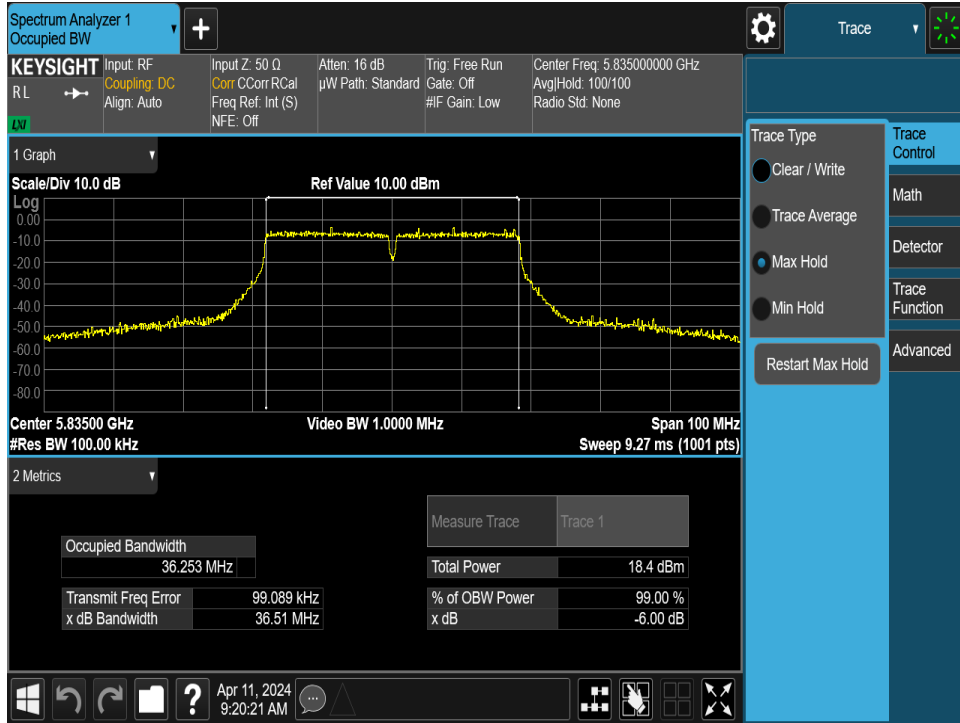 Spectrum Analyzer 1
Occupied BW
Trace
KEYSIGHT
Input: RF
Coupling: DC
Align: Auto
Input Z: 50 Ω
Corr CCorr RCal
Freq Ref: Int (S)
NFE: Off
Atten: 16 dB
µW Path: Standard
Trig: Free Run
Gate: Off
#IF Gain: Low
Center Freq: 5.835000000 GHz
Avg|Hold: 100/100
Radio Std: None
R L
LXI
1 Graph
Scale/Div 10.0 dB
Ref Value 10.00 dBm
Log
0.00
-10.0
-20.0
-30.0
-40.0
-50.0
-60.0
-70.0
-80.0
Center 5.83500 GHz
#Res BW 100.00 kHz
Video BW 1.0000 MHz
Span 100 MHz
Sweep 9.27 ms (1001 pts)
2 Metrics
Measure Trace
Trace 1
Occupied Bandwidth
36.253 MHz
Total Power
18.4 dBm
Transmit Freq Error
99.089 kHz
% of OBW Power
99.00 %
x dB Bandwidth
36.51 MHz
x dB
-6.00 dB
Trace Type
Clear / Write
Trace Average
Max Hold
Min Hold
Restart Max Hold
Trace
Control
Math
Detector
Trace
Function
Advanced
?
Apr 11, 2024
9:20:21 AM